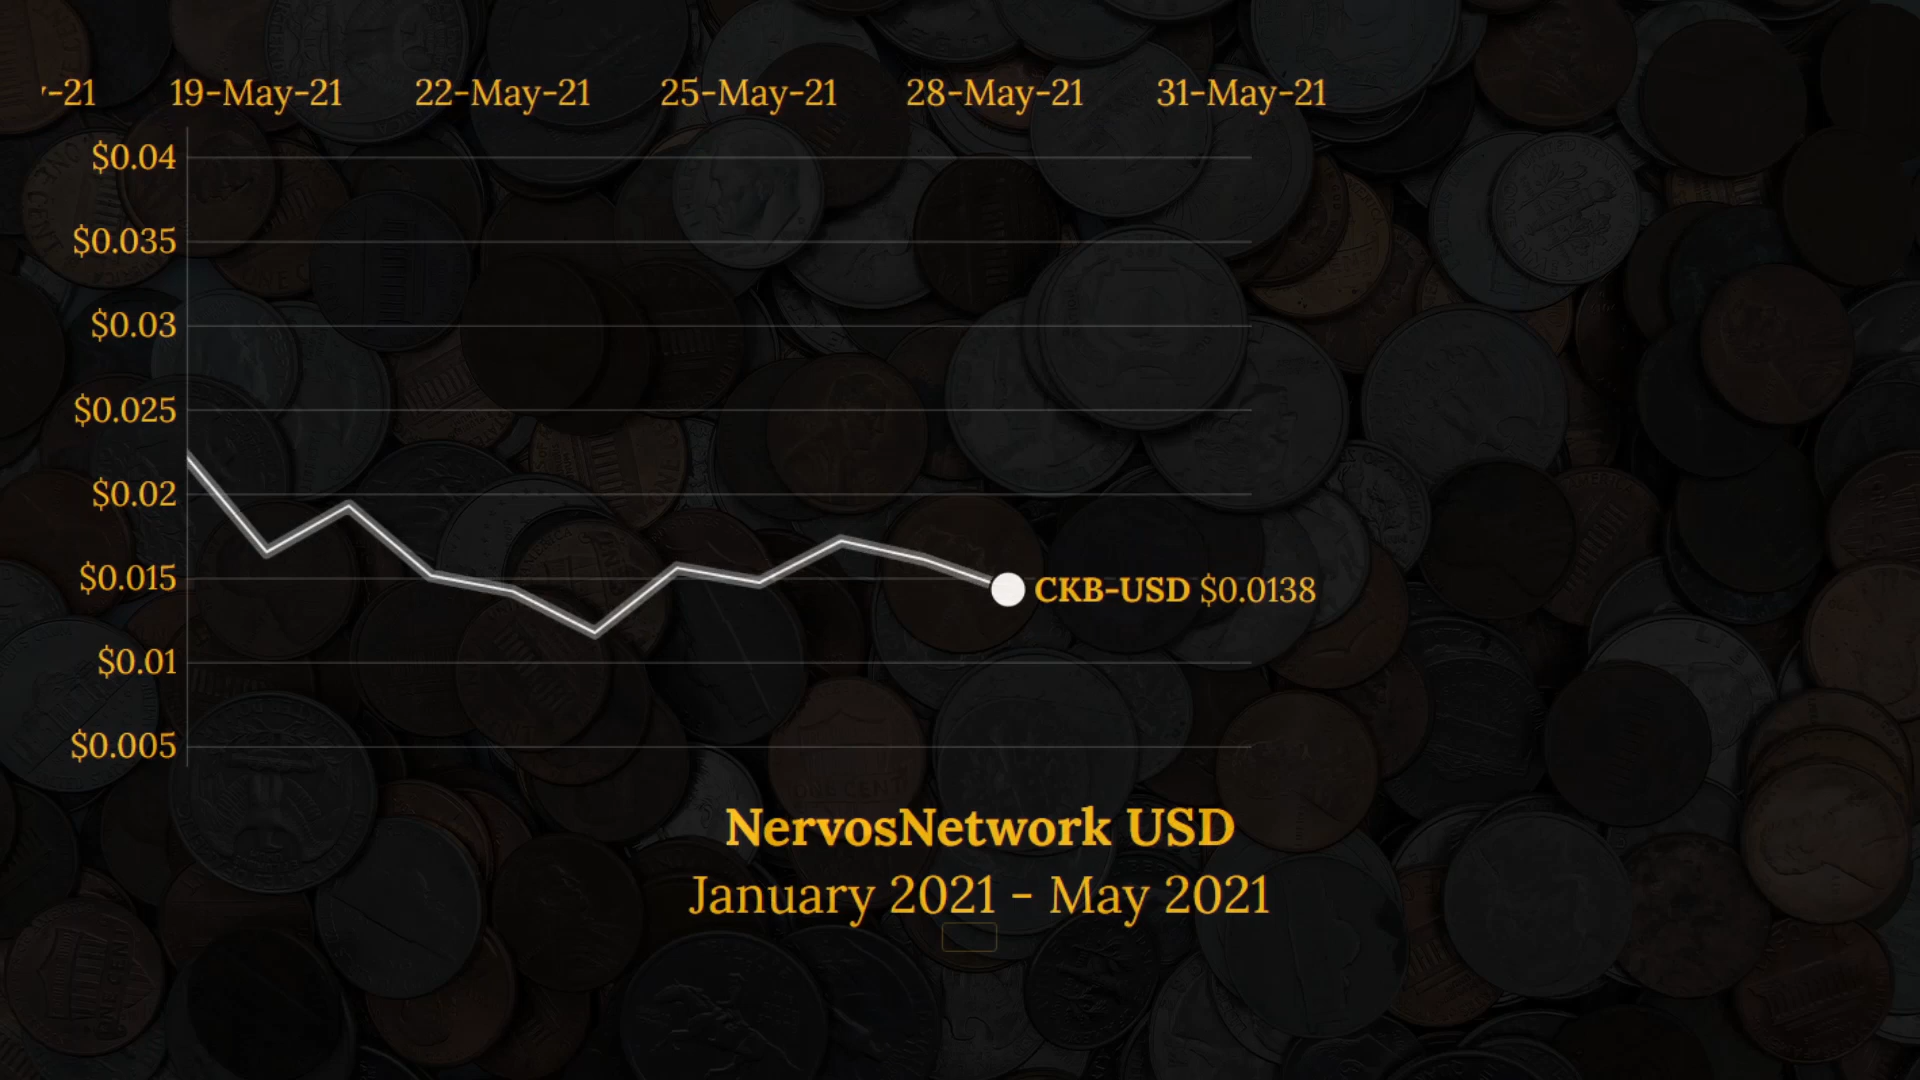 -21 19-May-21 22-May-21 25-May-21 28-May-21 31-May-21
$0.04
$0.035
$0.03
$0.025
$0.02
$0.015
CKB-USD $0.0138
$0.01
$0.005
NervosNetwork USD
January 2021 - May 2021